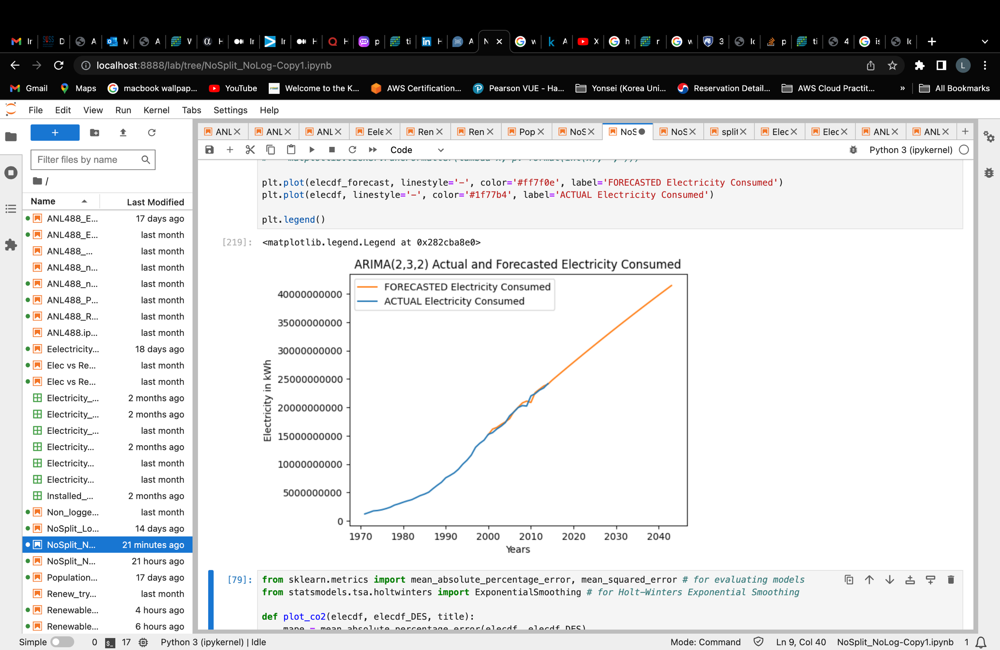 Ir D A M A W H Ir Ir H H p ti H A N w A X h r w 3 Ic p ti 4 is Ic
localhost:8888/lab/tree/NoSplit_NoLog-Copy1.ipynb
L
Gmail Maps macbook wallpap... YouTube Welcome to the K... AWS Certification... Pearson VUE - Ha... Yonsei (Korea Uni... Reservation Detail... AWS Cloud Practit... » All Bookmarks
File Edit View Run Kernel Tabs Settings Help
ANL ANL ANL Eele Ren Ren Pop NoS NoS NoS split Elec Elec ANL ANL
Code Python 3 (ipykernel)
Filter files by name
/
Name Last Modified
ANL488_E... 17 days ago
ANL488_E... last month
ANL488_... last month
ANL488_n... last month
ANL488_n... last month
ANL488_P... last month
ANL488_R... last month
ANL488.ip... last month
Eelectricity... 18 days ago
Elec vs Re... last month
Elec vs Re... last month
Electricity_... 2 months ago
Electricity_... 2 months ago
Electricity_... last month
Electricity... 2 months ago
Electricity... last month
Electricity... last month
Installed_... 2 months ago
Non_logge... last month
NoSplit_Lo... 14 days ago
NoSplit_N... 21 minutes ago
NoSplit_N... 21 hours ago
Population... 17 days ago
Renew_try... last month
Renewable... 4 hours ago
Renewable... 6 hours ago
plt.plot(elecdf_forecast, linestyle='-', color='#ff7f0e', label='FORECASTED Electricity Consumed')
plt.plot(elecdf, linestyle='-', color='#1f77b4', label='ACTUAL Electricity Consumed')
plt.legend()
[219]: <matplotlib.legend.Legend at 0x282cba8e0>
ARIMA(2,3,2) Actual and Forecasted Electricity Consumed
FORECASTED Electricity Consumed
ACTUAL Electricity Consumed
Electricity in kWh
40000000000
35000000000
30000000000
25000000000
20000000000
15000000000
10000000000
5000000000
0
1970 1980 1990 2000 2010 2020 2030 2040
Years
[79]: from sklearn.metrics import mean_absolute_percentage_error, mean_squared_error # for evaluating models
from statsmodels.tsa.holtwinters import ExponentialSmoothing # for Holt-Winters Exponential Smoothing
def plot_co2(elecdf, elecdf_DES, title):
mape = mean_absolute_percentage_error(elecdf, elecdf_DES)
Simple 0 17 Python 3 (ipykernel) | Idle Mode: Command Ln 9, Col 40 NoSplit_NoLog-Copy1.ipynb 1